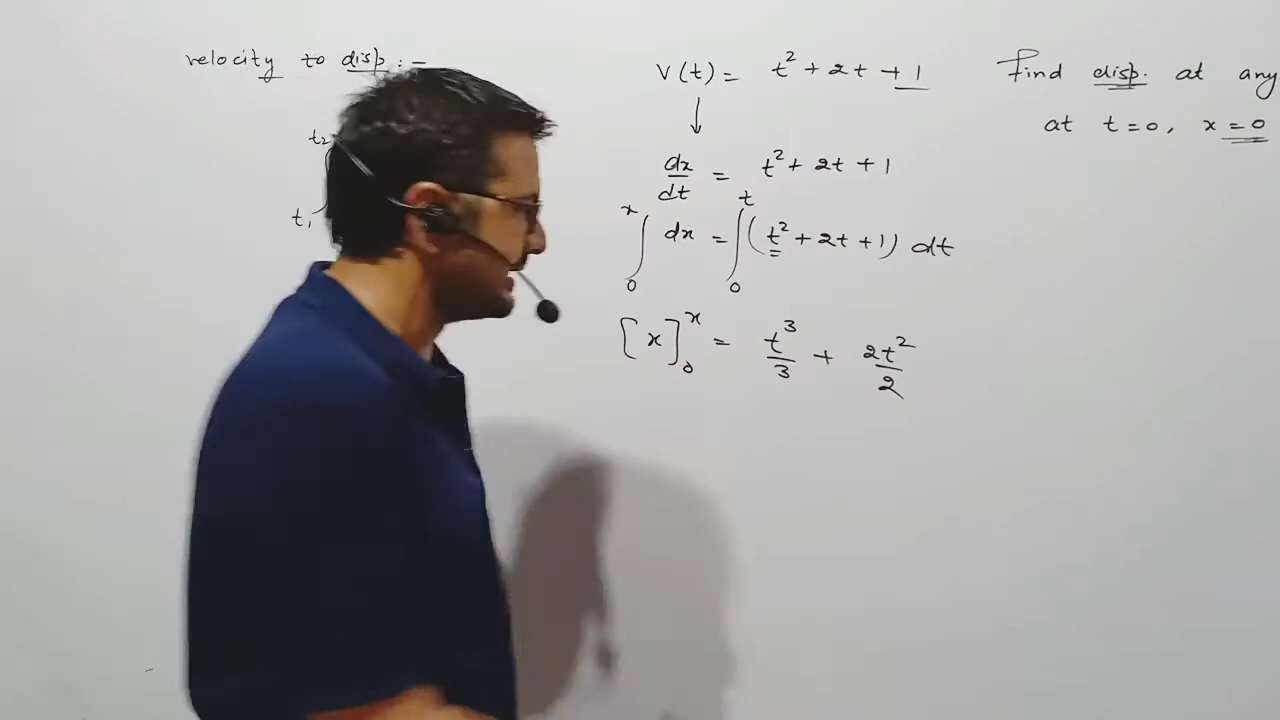 velocity to disp :-
t₂
t₁
v(t) = t² + 2t + 1
↓
dx/dt = t² + 2t + 1
∫₀ˣ dx = ∫₀ᵗ (t² + 2t + 1) dt
[x]₀ˣ = t³/3 + 2t²/2
Find disp. at any
at t=0, x=0